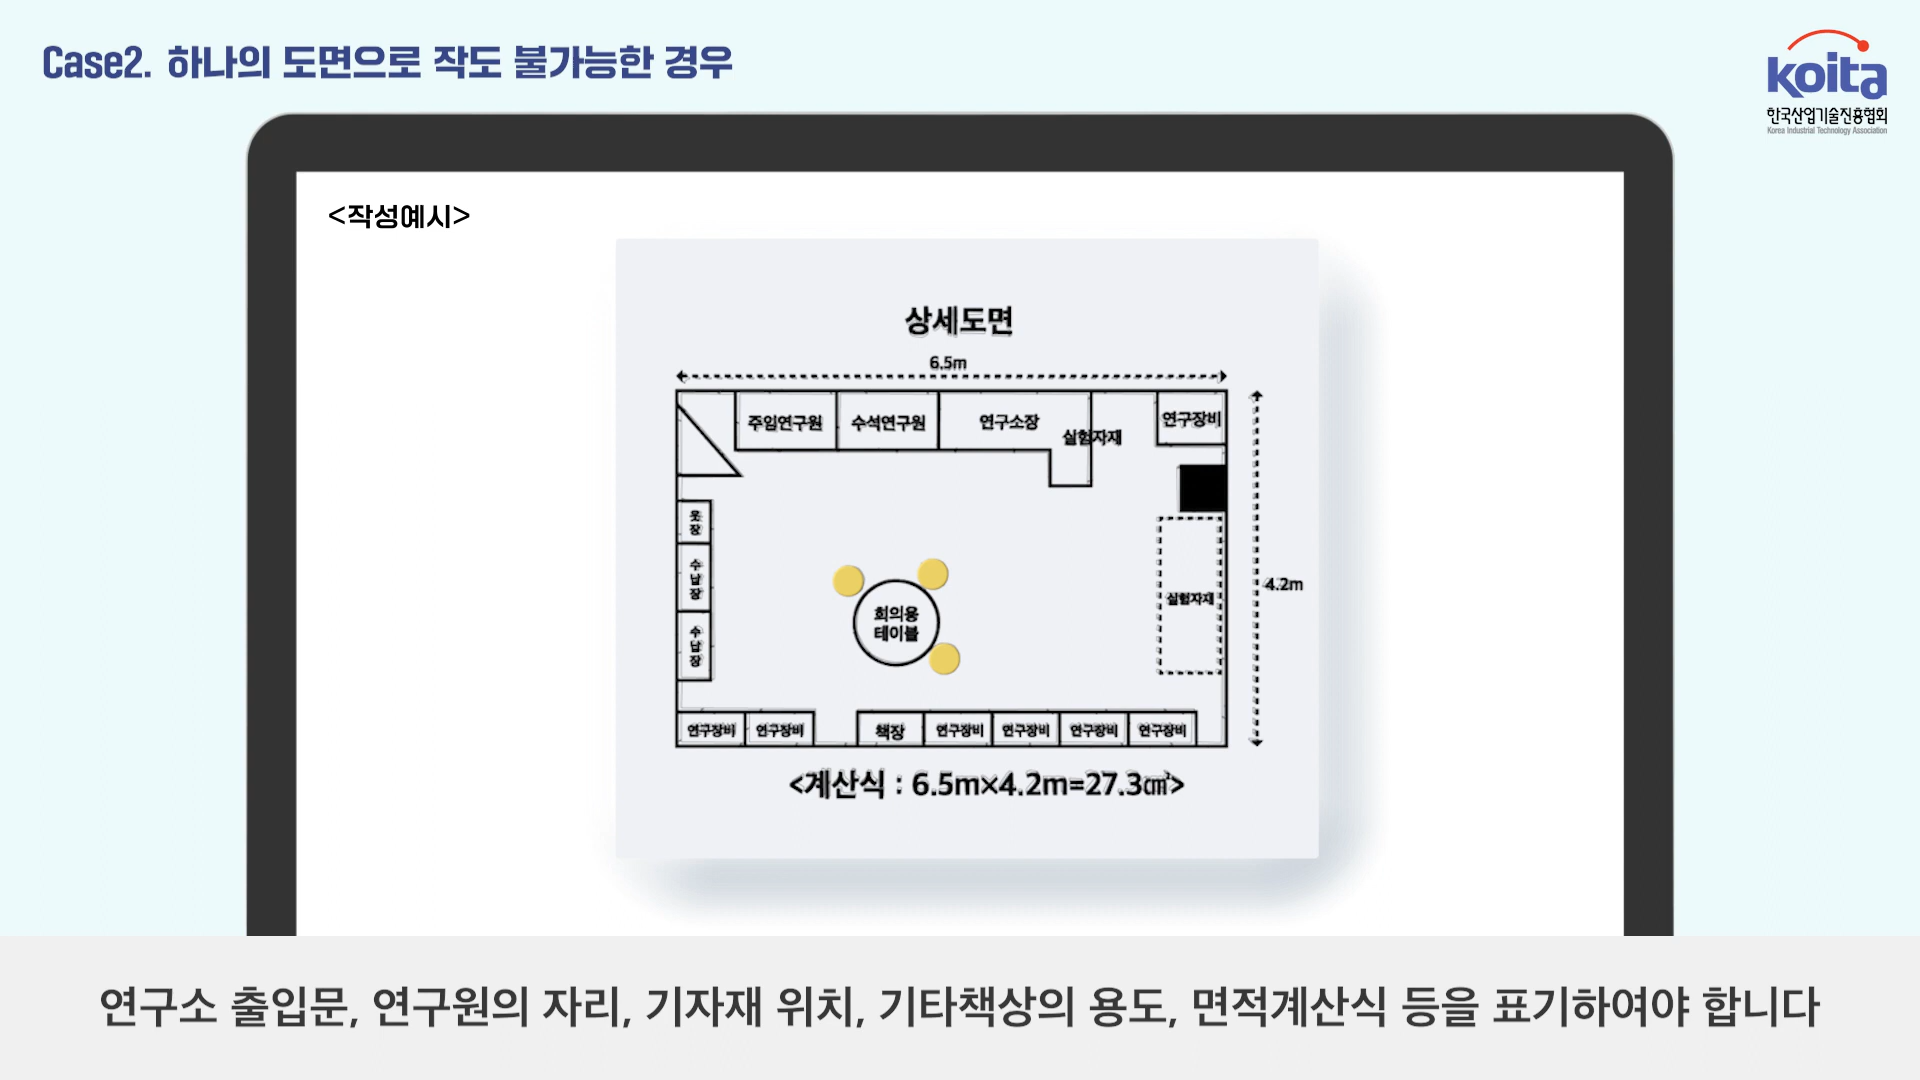 Case2. 하나의 도면으로 작도 불가능한 경우
koita
한국산업기술진흥협회
Korea Industrial Technology Association
<작성예시>
상세도면
6.5m
주임연구원
수석연구원
연구소장
실험자재
연구장비
옷장
수납장
수납장
4.2m
실험자재
회의용
테이블
연구장비
연구장비
책장
연구장비
연구장비
연구장비
연구장비
<계산식 : 6.5m×4.2m=27.3㎠>
연구소 출입문, 연구원의 자리, 기자재 위치, 기타책상의 용도, 면적계산식 등을 표기하여야 합니다